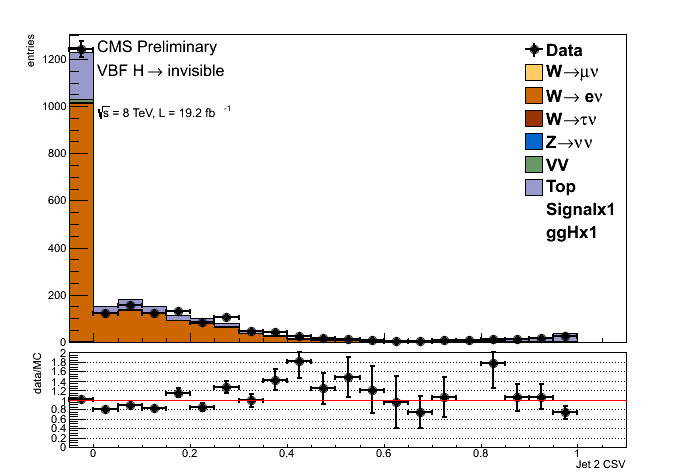 entries
1200
1000
800
600
400
200
0
CMS Preliminary
VBF H → invisible
√s = 8 TeV, L = 19.2 fb -1
Data
W→μν
W→ eν
W→τν
Z→νν
VV
Top
Signalx1
ggHx1
data/MC
2
1.8
1.6
1.4
1.2
1
0.8
0.6
0.4
0.2
0
0 0.2 0.4 0.6 0.8 1
Jet 2 CSV